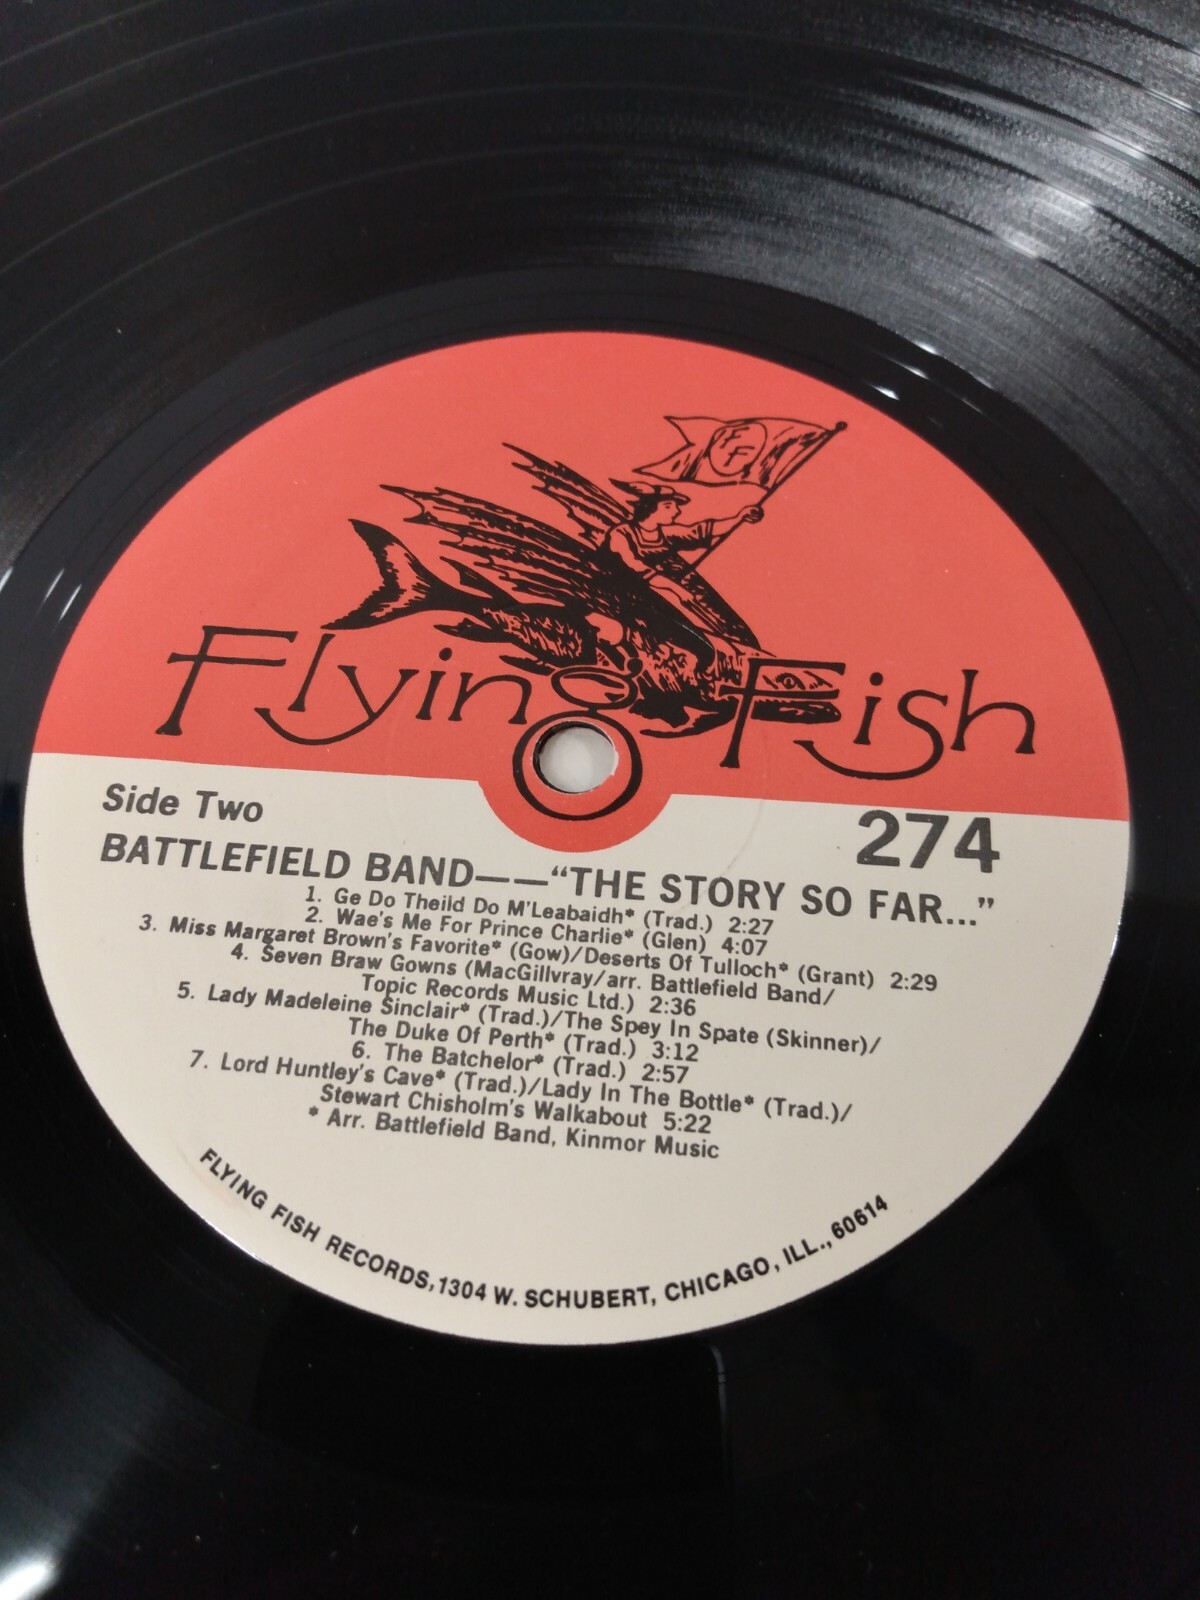 FF
Flying Fish
Side Two
274
BATTLEFIELD BAND——“THE STORY SO FAR...”
1. Ge Do Theild Do M'Leabaidh* (Trad.) 2:27
2. Wae's Me For Prince Charlie* (Glen) 4:07
3. Miss Margaret Brown's Favorite* (Gow)/Deserts Of Tulloch* (Grant) 2:29
4. Seven Braw Gowns (MacGillvray/arr. Battlefield Band/
Topic Records Music Ltd.) 2:36
5. Lady Madeleine Sinclair* (Trad.)/The Spey In Spate (Skinner)/
The Duke Of Perth* (Trad.) 3:12
6. The Batchelor* (Trad.) 2:57
7. Lord Huntley's Cave* (Trad.)/Lady In The Bottle* (Trad.)/
Stewart Chisholm's Walkabout 5:22
* Arr. Battlefield Band, Kinmor Music
FLYING FISH RECORDS, 1304 W. SCHUBERT, CHICAGO, ILL., 60614